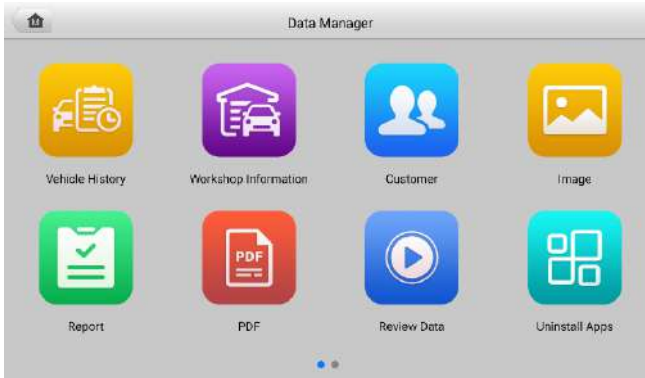 Data Manager
Vehicle History
Workshop Information
Customer
Image
PDF
Report
PDF
Review Data
Uninstall Apps